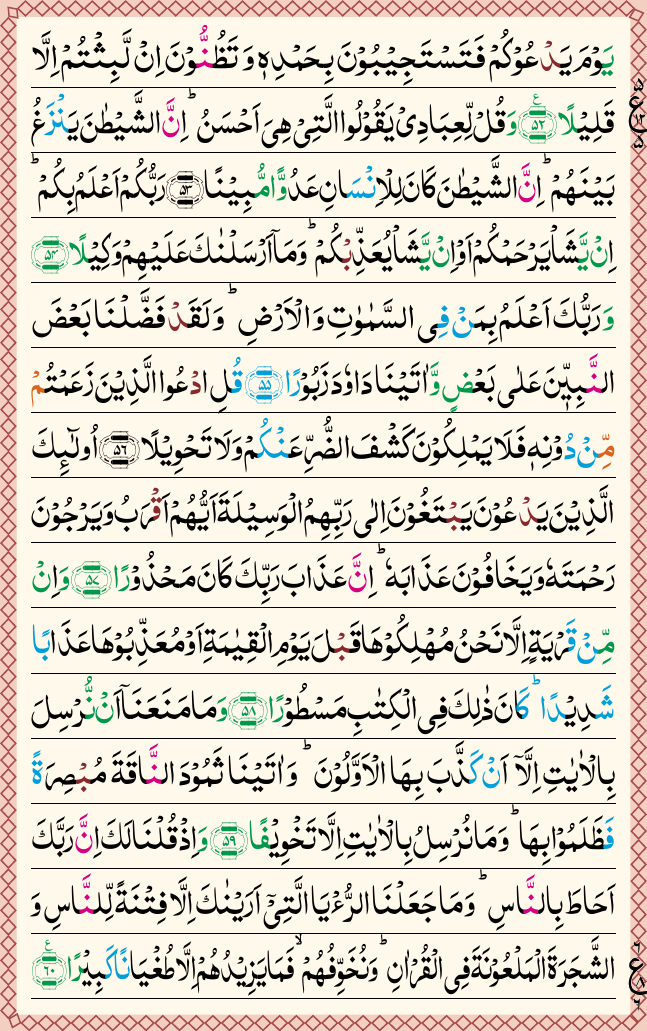 يَوْمَ يَدْعُوْكُمْ فَتَسْتَجِيْبُوْنَ بِحَمْدِهٖ وَ تَظُنُّوْنَ اِنْ لَّبِثْتُمْ اِلَّا
قَلِيْلًا ﴿۵۲﴾ وَ قُلْ لِّعِبَادِیْ يَقُوْلُوا الَّتِیْ هِیَ اَحْسَنُ ؕ اِنَّ الشَّيْطٰنَ يَنْزَغُ
بَيْنَهُمْ ؕ اِنَّ الشَّيْطٰنَ كَانَ لِلْاِنْسَانِ عَدُوًّا مُّبِيْنًا ﴿۵۳﴾ رَبُّكُمْ اَعْلَمُ بِكُمْ ؕ
اِنْ يَّشَاْ يَرْحَمْكُمْ اَوْ اِنْ يَّشَاْ يُعَذِّبْكُمْ ؕ وَ مَاۤ اَرْسَلْنٰكَ عَلَيْهِمْ وَكِيْلًا ﴿۵۴﴾
وَ رَبُّكَ اَعْلَمُ بِمَنْ فِی السَّمٰوٰتِ وَ الْاَرْضِ ؕ وَ لَقَدْ فَضَّلْنَا بَعْضَ
النَّبِيّٖنَ عَلٰی بَعْضٍ وَّ اٰتَيْنَا دَاوٗدَ زَبُوْرًا ﴿۵۵﴾ قُلِ ادْعُوا الَّذِيْنَ زَعَمْتُمْ
مِّنْ دُوْنِهٖ فَلَا يَمْلِكُوْنَ كَشْفَ الضُّرِّ عَنْكُمْ وَ لَا تَحْوِيْلًا ﴿۵۶﴾ اُولٰٓئِكَ
الَّذِيْنَ يَدْعُوْنَ يَبْتَغُوْنَ اِلٰی رَبِّهِمُ الْوَسِيْلَةَ اَيُّهُمْ اَقْرَبُ وَ يَرْجُوْنَ
رَحْمَتَهٗ وَ يَخَافُوْنَ عَذَابَهٗ ؕ اِنَّ عَذَابَ رَبِّكَ كَانَ مَحْذُوْرًا ﴿۵۷﴾ وَ اِنْ
مِّنْ قَرْيَةٍ اِلَّا نَحْنُ مُهْلِكُوْهَا قَبْلَ يَوْمِ الْقِيٰمَةِ اَوْ مُعَذِّبُوْهَا عَذَابًا
شَدِيْدًا ؕ كَانَ ذٰلِكَ فِی الْكِتٰبِ مَسْطُوْرًا ﴿۵۸﴾ وَ مَا مَنَعَنَاۤ اَنْ نُّرْسِلَ
بِالْاٰيٰتِ اِلَّاۤ اَنْ كَذَّبَ بِهَا الْاَوَّلُوْنَ ؕ وَ اٰتَيْنَا ثَمُوْدَ النَّاقَةَ مُبْصِرَةً
فَظَلَمُوْا بِهَا ؕ وَ مَا نُرْسِلُ بِالْاٰيٰتِ اِلَّا تَخْوِيْفًا ﴿۵۹﴾ وَ اِذْ قُلْنَا لَكَ اِنَّ رَبَّكَ
اَحَاطَ بِالنَّاسِ ؕ وَ مَا جَعَلْنَا الرُّءْيَا الَّتِیْۤ اَرَيْنٰكَ اِلَّا فِتْنَةً لِّلنَّاسِ وَ
الشَّجَرَةَ الْمَلْعُوْنَةَ فِی الْقُرْاٰنِ ؕ وَ نُخَوِّفُهُمْ ۙ فَمَا يَزِيْدُهُمْ اِلَّا طُغْيَانًا كَبِيْرًا ﴿۶۰﴾